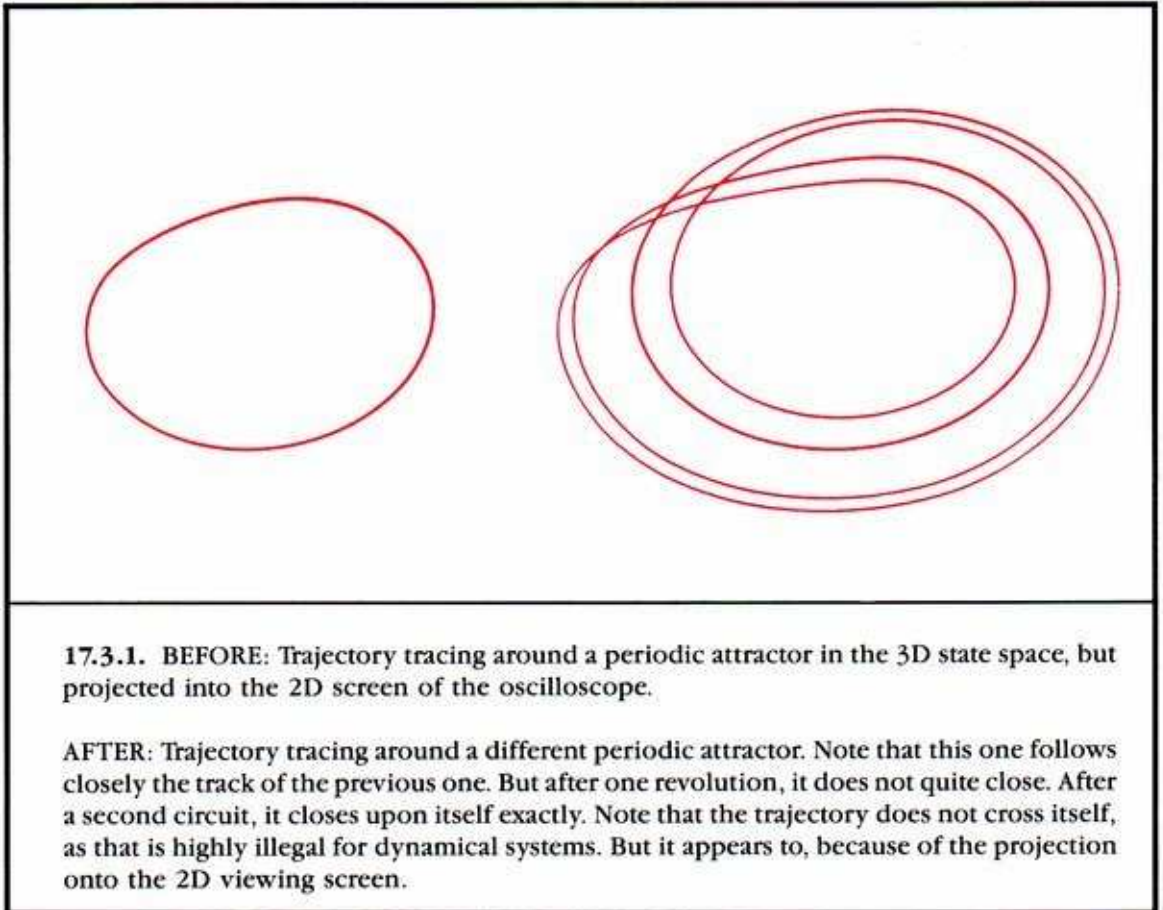 17.3.1. BEFORE: Trajectory tracing around a periodic attractor in the 3D state space, but
projected into the 2D screen of the oscilloscope.
AFTER: Trajectory tracing around a different periodic attractor. Note that this one follows
closely the track of the previous one. But after one revolution, it does not quite close. After
a second circuit, it closes upon itself exactly. Note that the trajectory does not cross itself,
as that is highly illegal for dynamical systems. But it appears to, because of the projection
onto the 2D viewing screen.